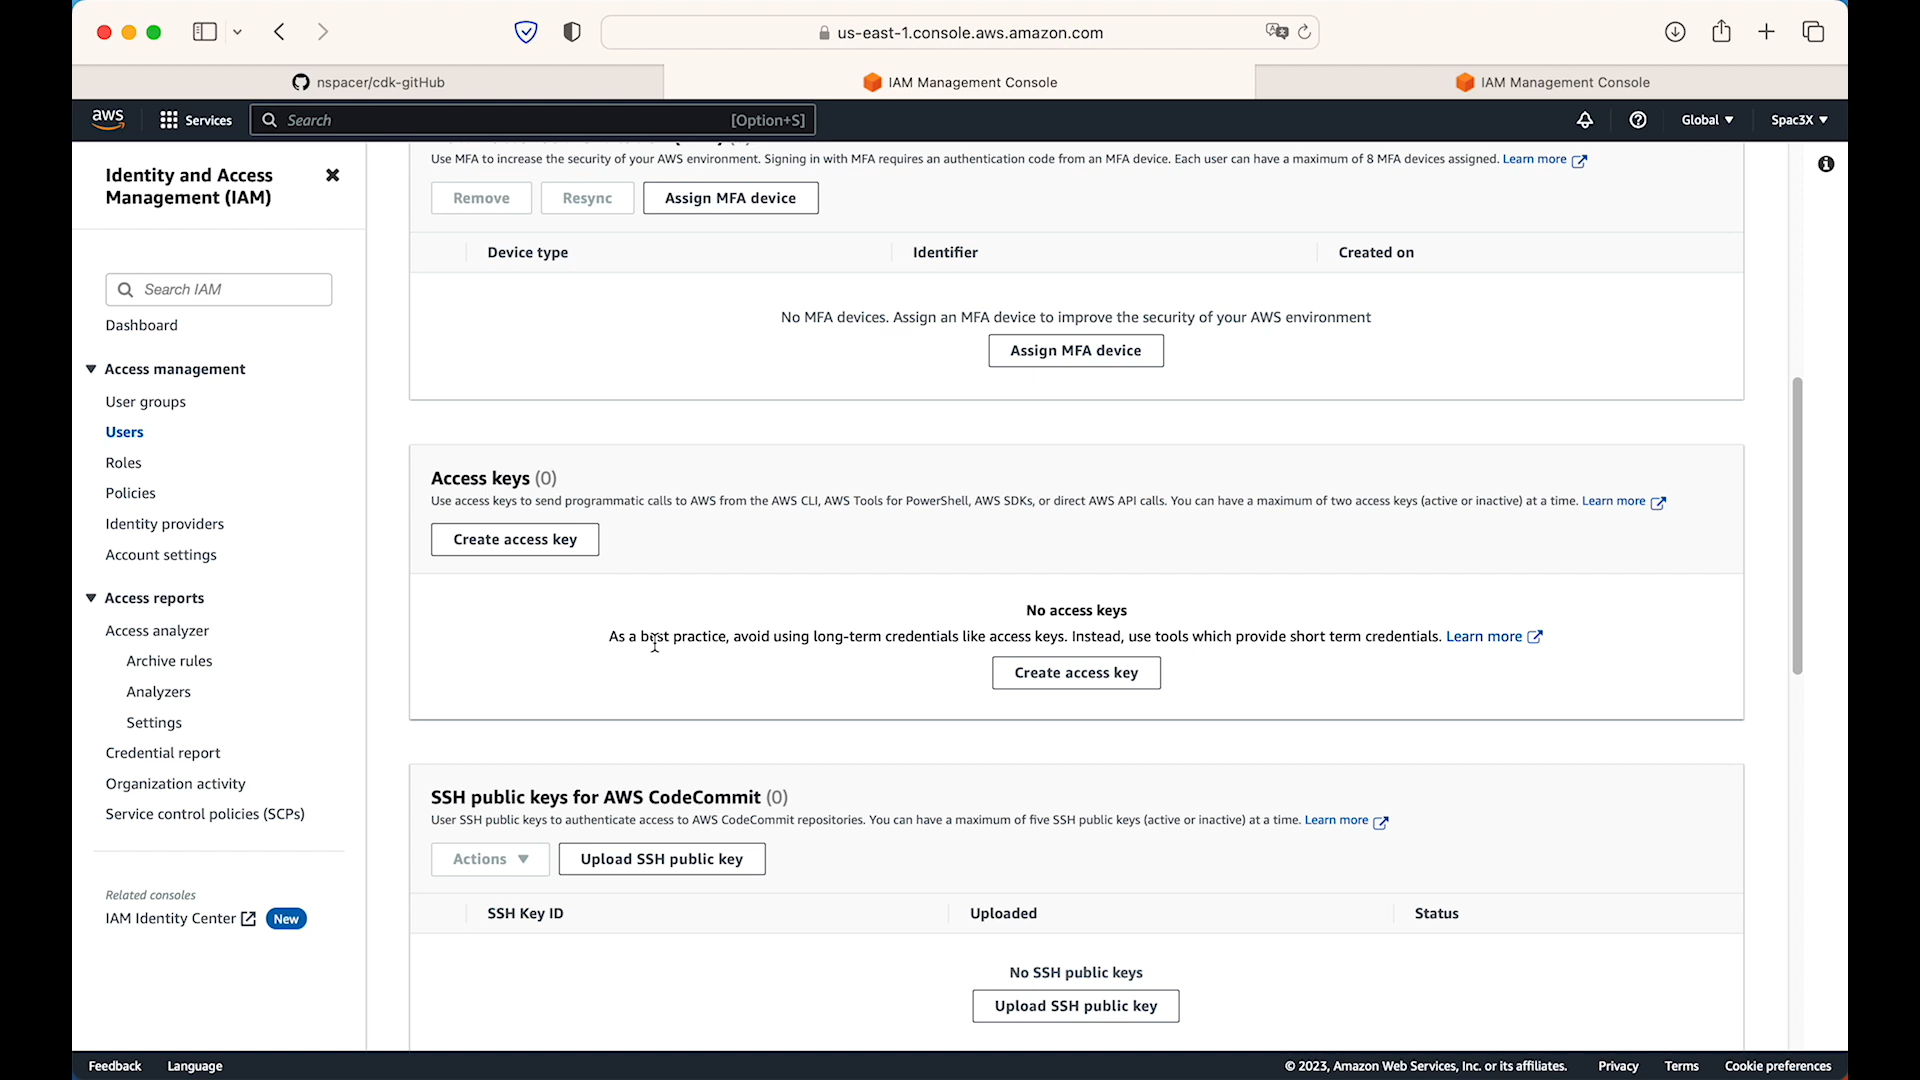 us-east-1.console.aws.amazon.com
nspacer/cdk-gitHub
IAM Management Console
IAM Management Console
aws
Services
Search
[Option+S]
Global
Spac3X
Identity and Access
Management (IAM)
Search IAM
Dashboard
Access management
User groups
Users
Roles
Policies
Identity providers
Account settings
Access reports
Access analyzer
Archive rules
Analyzers
Settings
Credential report
Organization activity
Service control policies (SCPs)
Related consoles
IAM Identity Center
New
Use MFA to increase the security of your AWS environment. Signing in with MFA requires an authentication code from an MFA device. Each user can have a maximum of 8 MFA devices assigned. Learn more
Remove
Resync
Assign MFA device
Device type
Identifier
Created on
No MFA devices. Assign an MFA device to improve the security of your AWS environment
Assign MFA device
Access keys (0)
Use access keys to send programmatic calls to AWS from the AWS CLI, AWS Tools for PowerShell, AWS SDKs, or direct AWS API calls. You can have a maximum of two access keys (active or inactive) at a time. Learn more
Create access key
No access keys
As a best practice, avoid using long-term credentials like access keys. Instead, use tools which provide short term credentials. Learn more
Create access key
SSH public keys for AWS CodeCommit (0)
User SSH public keys to authenticate access to AWS CodeCommit repositories. You can have a maximum of five SSH public keys (active or inactive) at a time. Learn more
Actions
Upload SSH public key
SSH Key ID
Uploaded
Status
No SSH public keys
Upload SSH public key
Feedback
Language
© 2023, Amazon Web Services, Inc. or its affiliates.
Privacy
Terms
Cookie preferences